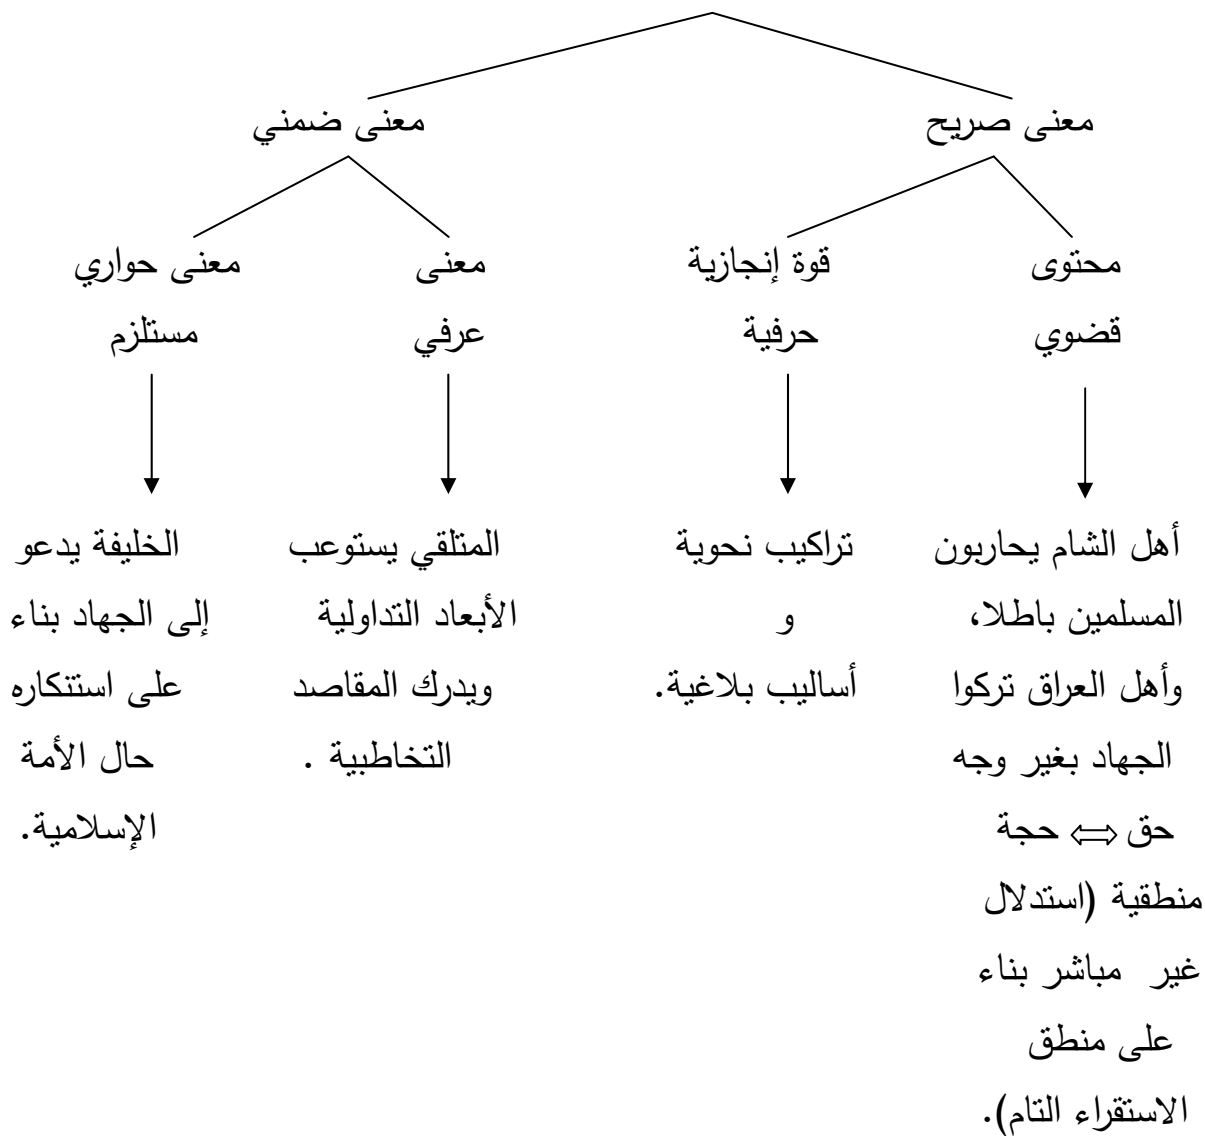 معنى صريح
معنى ضمني
محتوى
قضوي
قوة إنجازية
حرفية
معنى
عرفي
معنى حواري
مستلزم
أهل الشام يحاربون
المسلمين باطلا،
وأهل العراق تركوا
الجهاد بغير وجه
حق ⇔ حجة
منطقية (استدلال
غير مباشر بناء
على منطق
الاستقراء التام).
تراكيب نحوية
و
أساليب بلاغية.
المتلقي يستوعب
الأبعاد التداولية
ويدرك المقاصد
التخاطبية .
الخليفة يدعو
إلى الجهاد بناء
على استنكاره
حال الأمة
الإسلامية.